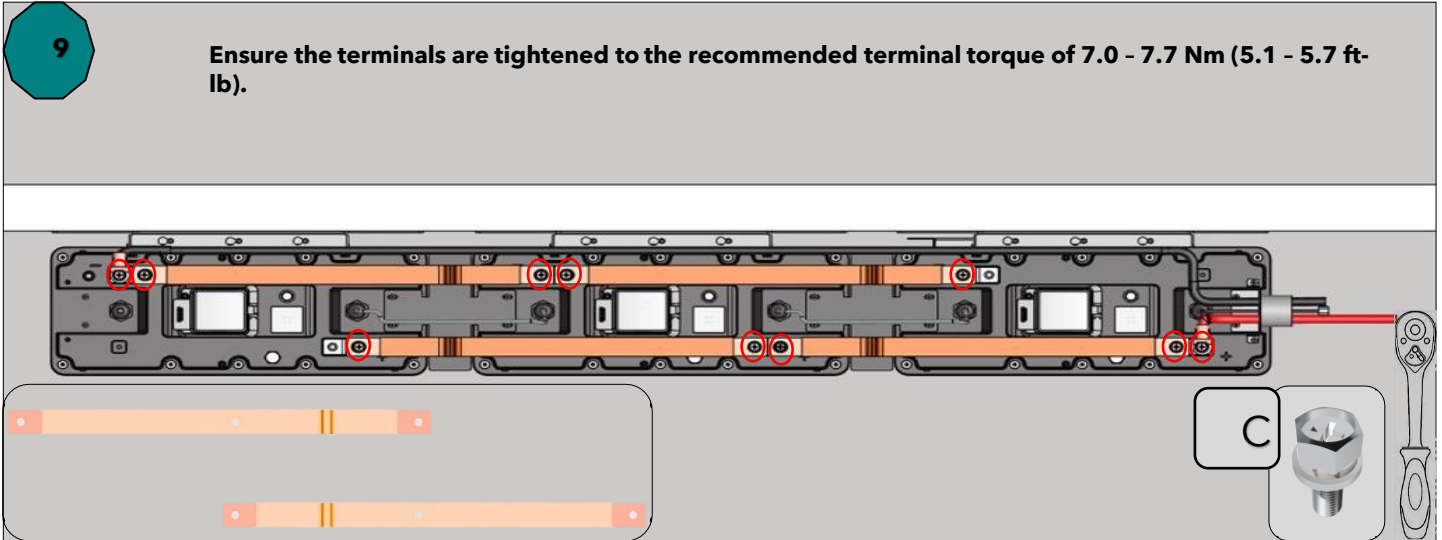 9
Ensure the terminals are tightened to the recommended terminal torque of 7.0 – 7.7 Nm (5.1 – 5.7 ft-
lb).
C